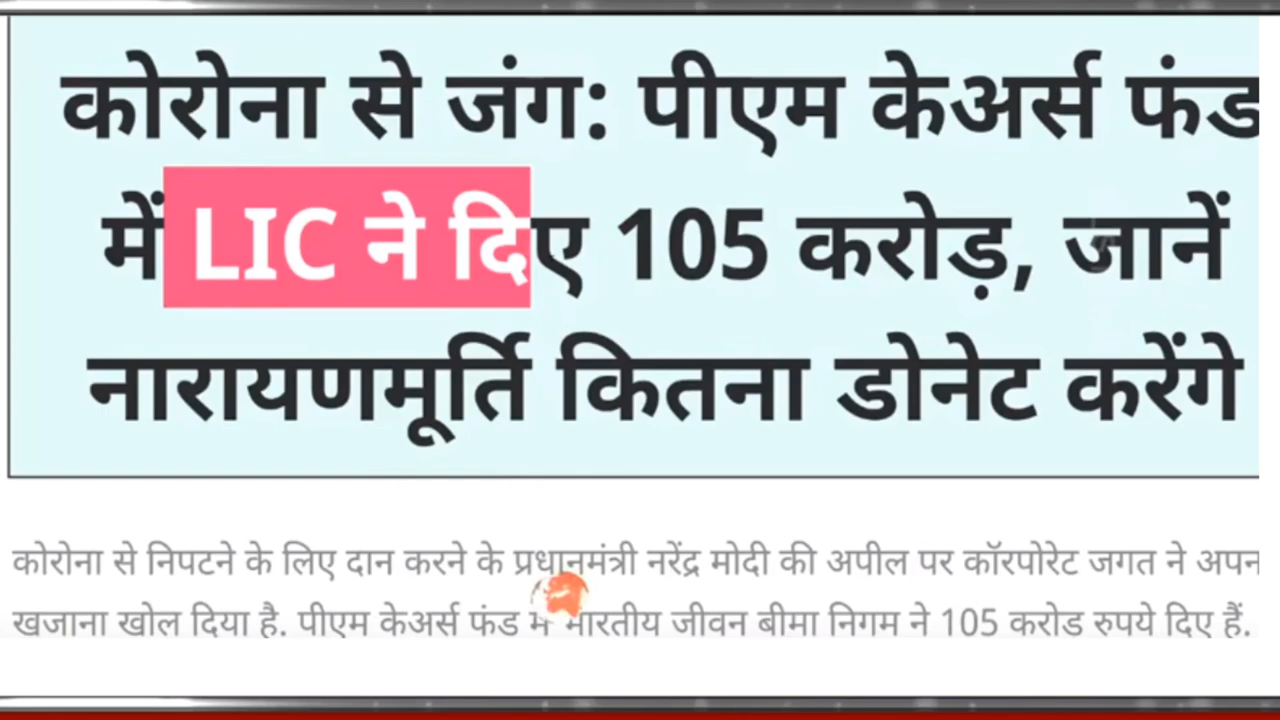 कोरोना से जंग: पीएम केअर्स फंड
में LIC ने दिए 105 करोड़, जानें
नारायणमूर्ति कितना डोनेट करेंगे
कोरोना से निपटने के लिए दान करने के प्रधानमंत्री नरेंद्र मोदी की अपील पर कॉरपोरेट जगत ने अपन
खजाना खोल दिया है. पीएम केअर्स फंड में भारतीय जीवन बीमा निगम ने 105 करोड रुपये दिए हैं.